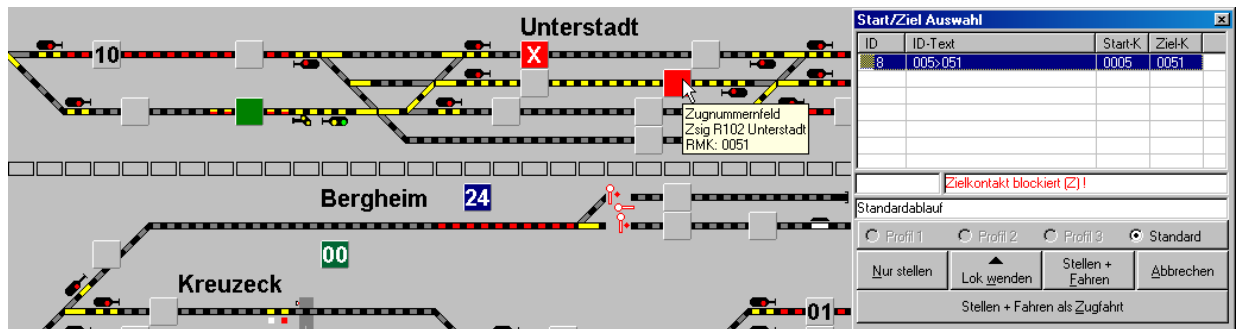 Unterstadt
10
X
Zugnummernfeld
Zsig R102 Unterstadt
RMK: 0051
Bergheim
24
00
Kreuzeck
01
Start/Ziel Auswahl
ID ID-Text Start-K Ziel-K
8 005>051 0005 0051
Zielkontakt blockiert (Z) !
Standardablauf
Profil 1 Profil 2 Profil 3 Standard
Nur stellen
Lok wenden
Stellen +
Fahren
Abbrechen
Stellen + Fahren als Zugfahrt